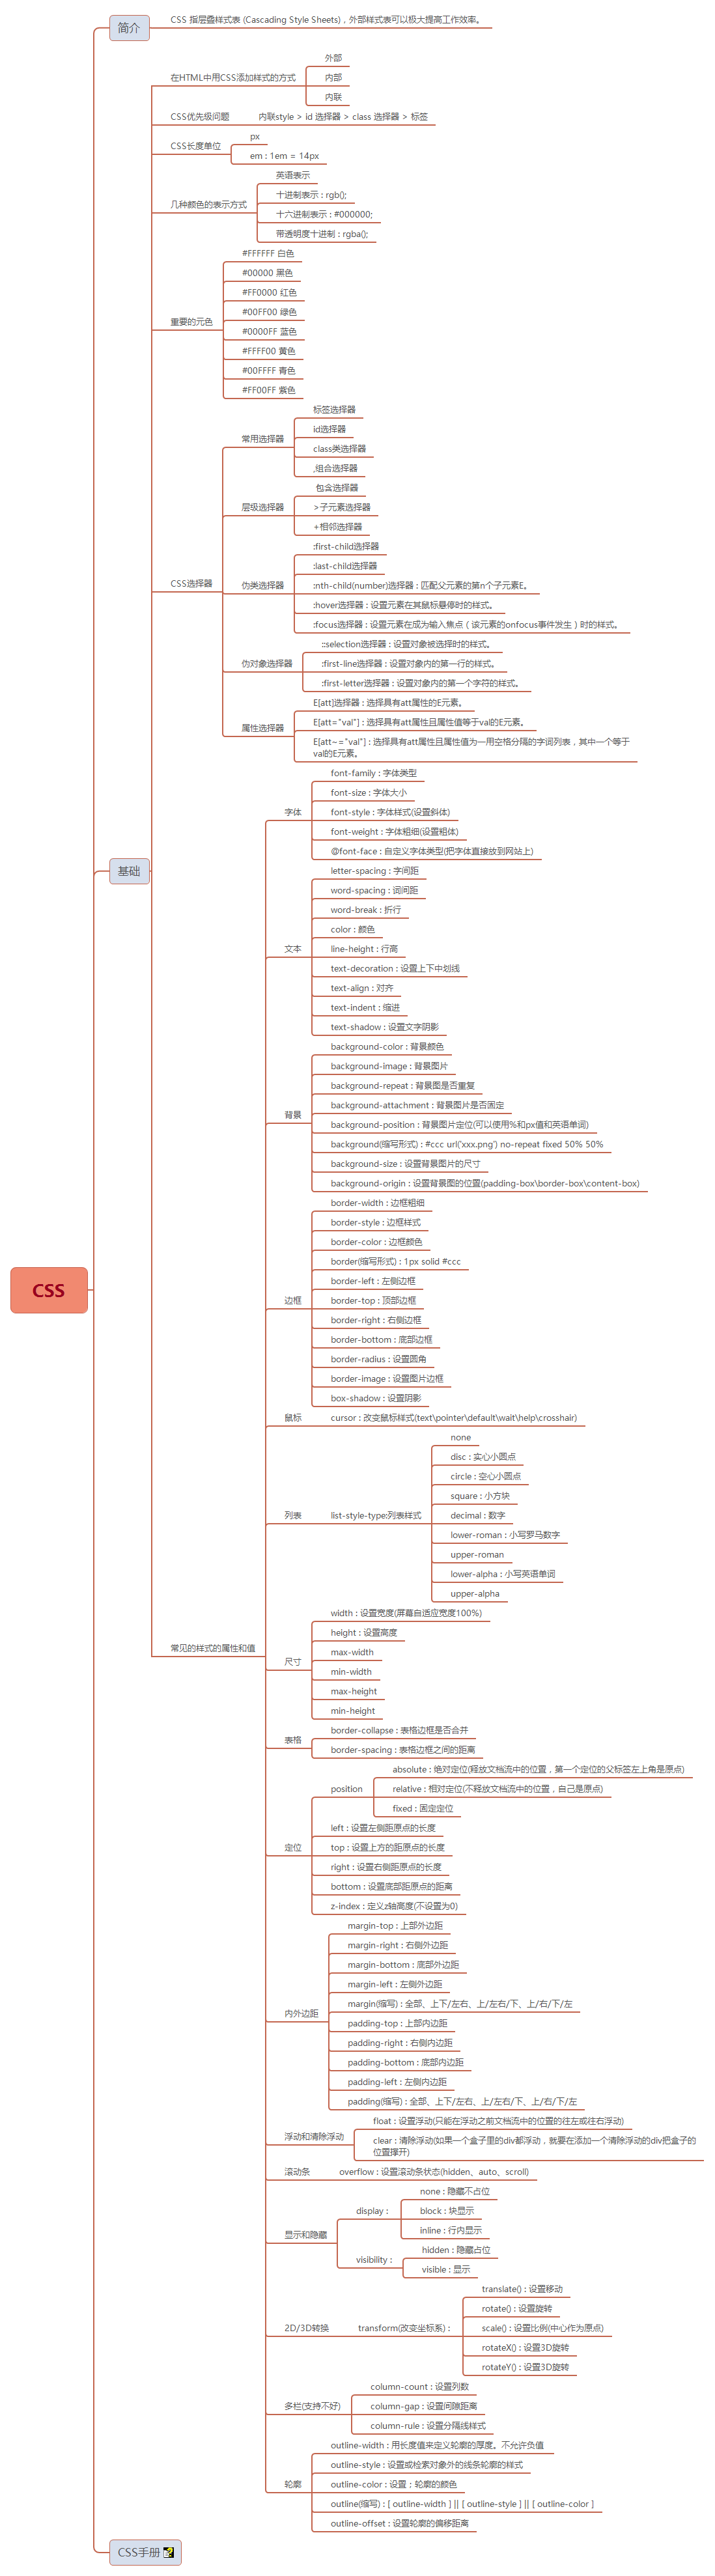 CSS
简介
CSS 指层叠样式表 (Cascading Style Sheets)，外部样式表可以极大提高工作效率。
基础
在HTML中用CSS添加样式的方式
外部
内部
内联
CSS优先级问题
内联style > id 选择器 > class 选择器 > 标签
CSS长度单位
px
em : 1em = 14px
几种颜色的表示方式
英语表示
十进制表示 : rgb();
十六进制表示 : #000000;
带透明度十进制 : rgba();
重要的元色
#FFFFFF 白色
#00000 黑色
#FF0000 红色
#00FF00 绿色
#0000FF 蓝色
#FFFF00 黄色
#00FFFF 青色
#FF00FF 紫色
CSS选择器
常用选择器
标签选择器
id选择器
class类选择器
,组合选择器
层级选择器
包含选择器
>子元素选择器
+相邻选择器
伪类选择器
:first-child选择器
:last-child选择器
:nth-child(number)选择器 : 匹配父元素的第n个子元素E。
:hover选择器 : 设置元素在其鼠标悬停时的样式。
:focus选择器 : 设置元素在成为输入焦点（该元素的onfocus事件发生）时的样式。
伪对象选择器
::selection选择器 : 设置对象被选择时的样式。
:first-line选择器 : 设置对象内的第一行的样式。
:first-letter选择器 : 设置对象内的第一个字符的样式。
属性选择器
E[att]选择器 : 选择具有att属性的E元素。
E[att="val"] : 选择具有att属性且属性值等于val的E元素。
E[att~="val"] : 选择具有att属性且属性值为一用空格分隔的字词列表，其中一个等于
val的E元素。
常见的样式的属性和值
字体
font-family : 字体类型
font-size : 字体大小
font-style : 字体样式(设置斜体)
font-weight : 字体粗细(设置粗体)
@font-face : 自定义字体类型(把字体直接放到网站上)
文本
letter-spacing : 字间距
word-spacing : 词间距
word-break : 折行
color : 颜色
line-height : 行高
text-decoration : 设置上下中划线
text-align : 对齐
text-indent : 缩进
text-shadow : 设置文字阴影
背景
background-color : 背景颜色
background-image : 背景图片
background-repeat : 背景图是否重复
background-attachment : 背景图片是否固定
background-position : 背景图片定位(可以使用%和px值和英语单词)
background(缩写形式) : #ccc url('xxx.png') no-repeat fixed 50% 50%
background-size : 设置背景图片的尺寸
background-origin : 设置背景图的位置(padding-box\border-box\content-box)
边框
border-width : 边框粗细
border-style : 边框样式
border-color : 边框颜色
border(缩写形式) : 1px solid #ccc
border-left : 左侧边框
border-top : 顶部边框
border-right : 右侧边框
border-bottom : 底部边框
border-radius : 设置圆角
border-image : 设置图片边框
box-shadow : 设置阴影
鼠标
cursor : 改变鼠标样式(text\pointer\default\wait\help\crosshair)
列表
list-style-type:列表样式
none
disc : 实心小圆点
circle : 空心小圆点
square : 小方块
decimal : 数字
lower-roman : 小写罗马数字
upper-roman
lower-alpha : 小写英语单词
upper-alpha
尺寸
width : 设置宽度(屏幕自适应宽度100%)
height : 设置高度
max-width
min-width
max-height
min-height
表格
border-collapse : 表格边框是否合并
border-spacing : 表格边框之间的距离
定位
position
absolute : 绝对定位(释放文档流中的位置，第一个定位的父标签左上角是原点)
relative : 相对定位(不释放文档流中的位置，自己是原点)
fixed : 固定定位
left : 设置左侧距原点的长度
top : 设置上方的距原点的长度
right : 设置右侧距原点的长度
bottom : 设置底部距原点的距离
z-index : 定义z轴高度(不设置为0)
内外边距
margin-top : 上部外边距
margin-right : 右侧外边距
margin-bottom : 底部外边距
margin-left : 左侧外边距
margin(缩写) : 全部、上下/左右、上/左右/下、上/右/下/左
padding-top : 上部内边距
padding-right : 右侧内边距
padding-bottom : 底部内边距
padding-left : 左侧内边距
padding(缩写) : 全部、上下/左右、上/左右/下、上/右/下/左
浮动和清除浮动
float : 设置浮动(只能在浮动之前文档流中的位置的往左或往右浮动)
clear : 清除浮动(如果一个盒子里的div都浮动，就要在添加一个清除浮动的div把盒子的
位置撑开)
滚动条
overflow : 设置滚动条状态(hidden、auto、scroll)
显示和隐藏
display :
none : 隐藏不占位
block : 块显示
inline : 行内显示
visibility :
hidden : 隐藏占位
visible : 显示
2D/3D转换
transform(改变坐标系) :
translate() : 设置移动
rotate() : 设置旋转
scale() : 设置比例(中心作为原点)
rotateX() : 设置3D旋转
rotateY() : 设置3D旋转
多栏(支持不好)
column-count : 设置列数
column-gap : 设置间隙距离
column-rule : 设置分隔线样式
轮廓
outline-width : 用长度值来定义轮廓的厚度。不允许负值
outline-style : 设置或检索对象外的线条轮廓的样式
outline-color : 设置 : 轮廓的颜色
outline(缩写) : [ outline-width ] || [ outline-style ] || [ outline-color ]
outline-offset : 设置轮廓的偏移距离
CSS手册